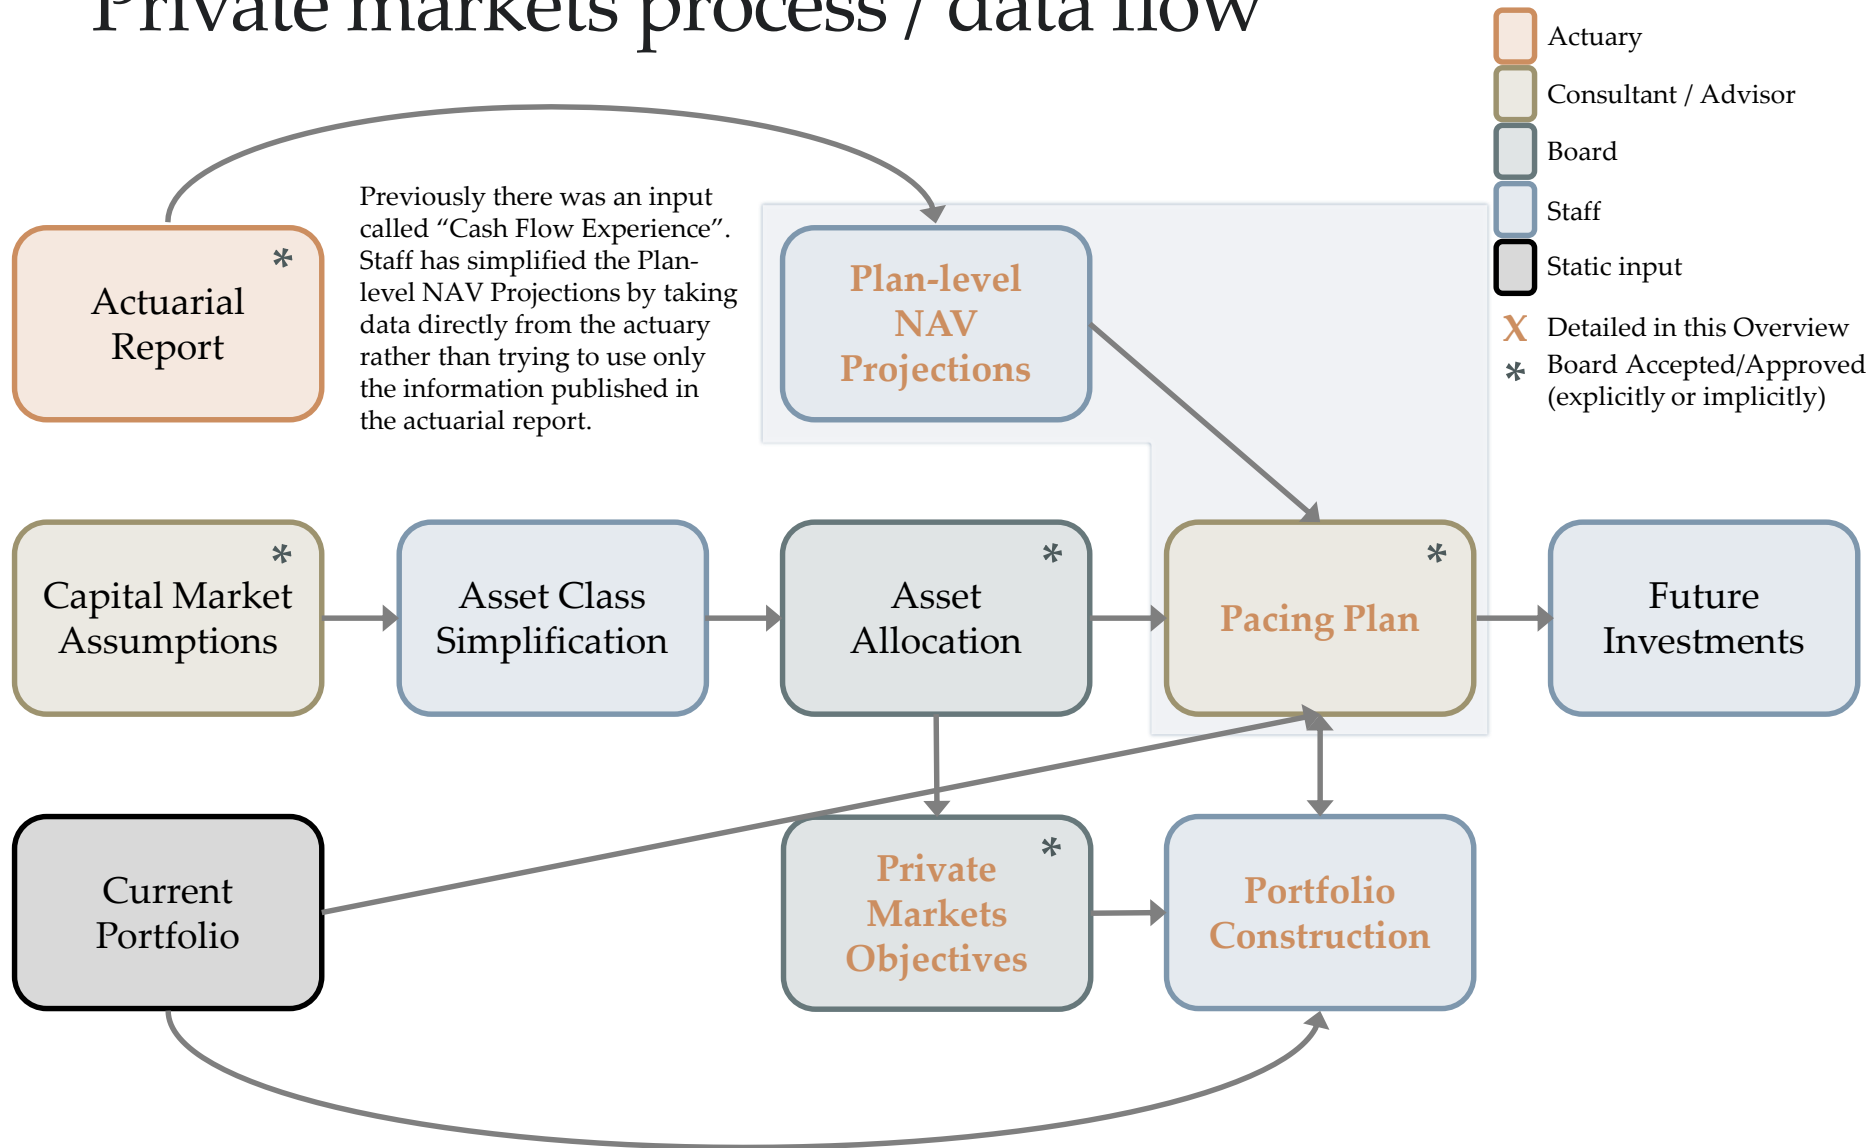 Private markets process / data flow
Actuary
Consultant / Advisor
Board
Staff
Static input
X Detailed in this Overview
* Board Accepted/Approved
(explicitly or implicitly)
*
Actuarial
Report
Previously there was an input
called “Cash Flow Experience”.
Staff has simplified the Plan-
level NAV Projections by taking
data directly from the actuary
rather than trying to use only
the information published in
the actuarial report.
Plan-level
NAV
Projections
*
Capital Market
Assumptions
Asset Class
Simplification
*
Asset
Allocation
*
Pacing Plan
Future
Investments
Current
Portfolio
*
Private
Markets
Objectives
Portfolio
Construction